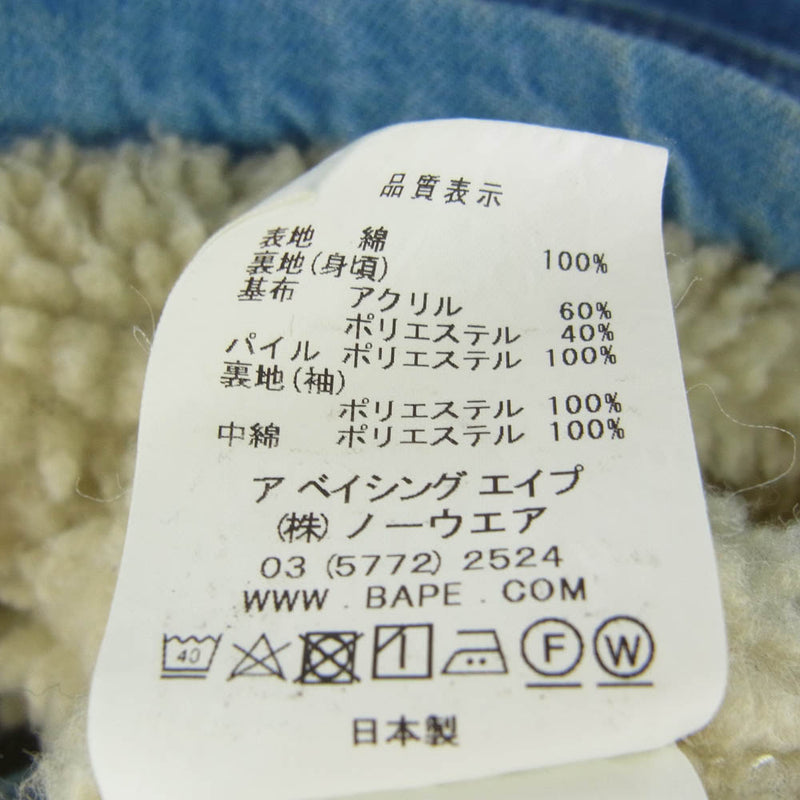 品質表示
表地 綿 100%
裏地(身頃)
基布 アクリル 60%
ポリエステル 40%
パイル ポリエステル 100%
裏地(袖)
ポリエステル 100%
中綿 ポリエステル 100%
ア ベイシング エイプ
(株) ノーウエア
03 (5772) 2524
WWW . BAPE . COM
40 F W
日本製